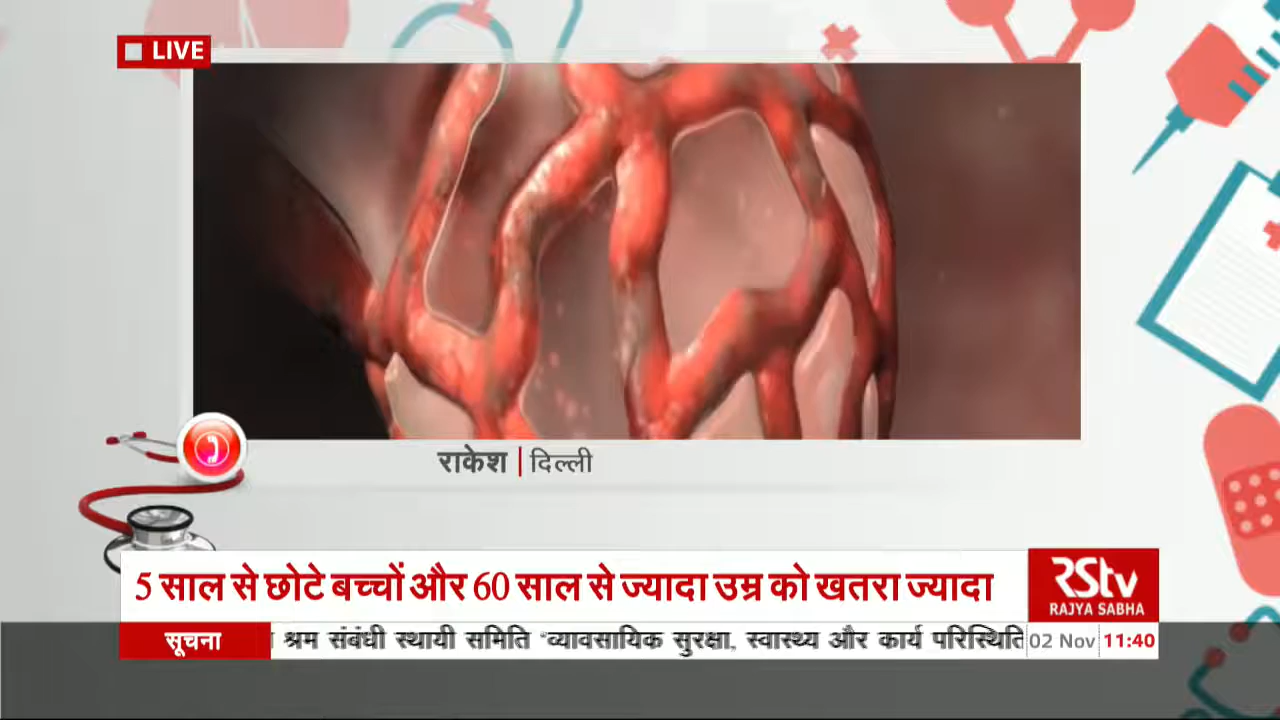 LIVE
राकेश | दिल्ली
5 साल से छोटे बच्चों और 60 साल से ज्यादा उम्र को खतरा ज्यादा
RStv
RAJYA SABHA
सूचना
श्रम संबंधी स्थायी समिति "व्यावसायिक सुरक्षा, स्वास्थ्य और कार्य परिस्थिति
02 Nov 11:40